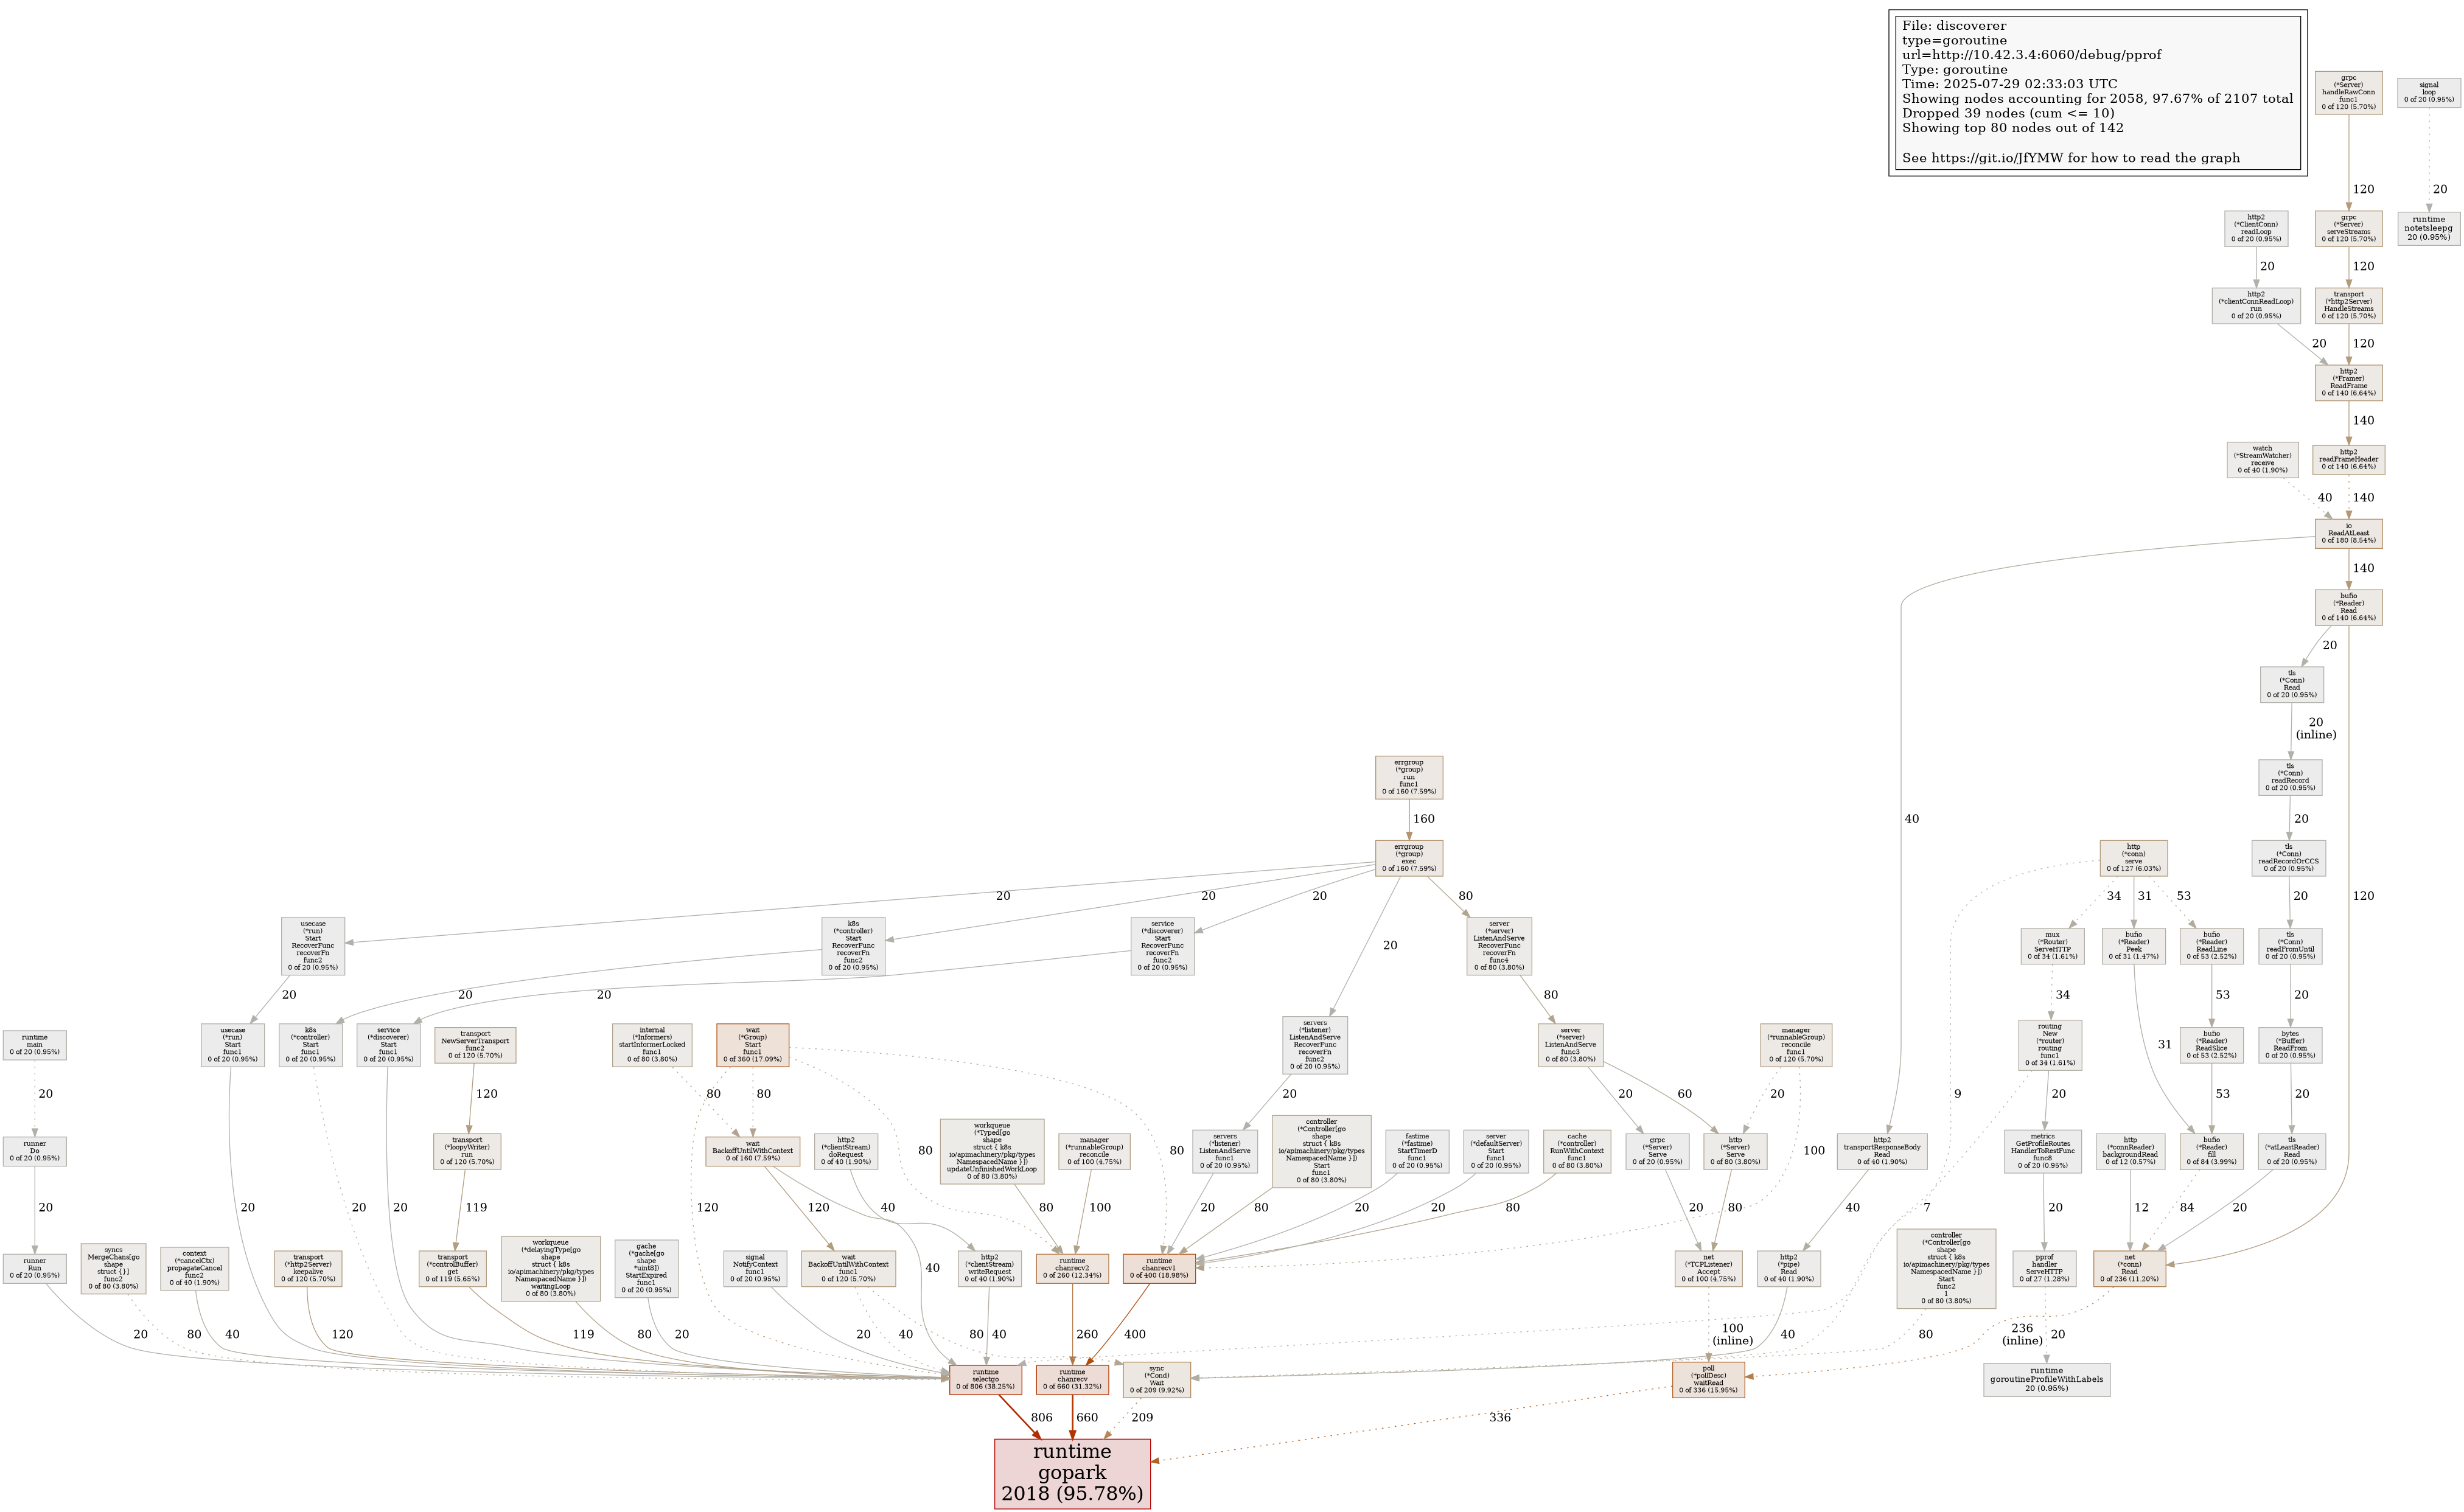 File: discoverer
type=goroutine
url=http://10.42.3.4:6060/debug/pprof
Type: goroutine
Time: 2025-07-29 02:33:03 UTC
Showing nodes accounting for 2058, 97.67% of 2107 total
Dropped 39 nodes (cum <= 10)
Showing top 80 nodes out of 142
See https://git.io/JfYMW for how to read the graph
grpc
(*Server)
handleRawConn
func1
0 of 120 (5.70%)
signal
loop
0 of 20 (0.95%)
120
20
http2
(*ClientConn)
readLoop
0 of 20 (0.95%)
grpc
(*Server)
serveStreams
0 of 120 (5.70%)
runtime
notetsleepg
20 (0.95%)
20
120
http2
(*clientConnReadLoop)
run
0 of 20 (0.95%)
transport
(*http2Server)
HandleStreams
0 of 120 (5.70%)
20
120
http2
(*Framer)
ReadFrame
0 of 140 (6.64%)
140
watch
(*StreamWatcher)
receive
0 of 40 (1.90%)
http2
readFrameHeader
0 of 140 (6.64%)
40
140
io
ReadAtLeast
0 of 180 (8.54%)
140
40
bufio
(*Reader)
Read
0 of 140 (6.64%)
20
120
tls
(*Conn)
Read
0 of 20 (0.95%)
20
(inline)
tls
(*Conn)
readRecord
0 of 20 (0.95%)
20
errgroup
(*group)
run
func1
0 of 160 (7.59%)
160
errgroup
(*group)
exec
0 of 160 (7.59%)
http
(*conn)
serve
0 of 127 (6.03%)
tls
(*Conn)
readRecordOrCCS
0 of 20 (0.95%)
20
20
20
80
20
9
34
31
53
20
usecase
(*run)
Start
RecoverFunc
recoverFn
func2
0 of 20 (0.95%)
k8s
(*controller)
Start
RecoverFunc
recoverFn
func2
0 of 20 (0.95%)
service
(*discoverer)
Start
RecoverFunc
recoverFn
func2
0 of 20 (0.95%)
server
(*server)
ListenAndServe
RecoverFunc
recoverFn
func4
0 of 80 (3.80%)
mux
(*Router)
ServeHTTP
0 of 34 (1.61%)
bufio
(*Reader)
Peek
0 of 31 (1.47%)
bufio
(*Reader)
ReadLine
0 of 53 (2.52%)
tls
(*Conn)
readFromUntil
0 of 20 (0.95%)
20
20
20
80
34
31
53
20
runtime
main
0 of 20 (0.95%)
usecase
(*run)
Start
func1
0 of 20 (0.95%)
k8s
(*controller)
Start
func1
0 of 20 (0.95%)
service
(*discoverer)
Start
func1
0 of 20 (0.95%)
transport
NewServerTransport
func2
0 of 120 (5.70%)
internal
(*Informers)
startInformerLocked
func1
0 of 80 (3.80%)
wait
(*Group)
Start
func1
0 of 360 (17.09%)
servers
(*listener)
ListenAndServe
RecoverFunc
recoverFn
func2
0 of 20 (0.95%)
server
(*server)
ListenAndServe
func3
0 of 80 (3.80%)
manager
(*runnableGroup)
reconcile
func1
0 of 120 (5.70%)
routing
New
(*router)
routing
func1
0 of 34 (1.61%)
bufio
(*Reader)
ReadSlice
0 of 53 (2.52%)
bytes
(*Buffer)
ReadFrom
0 of 20 (0.95%)
20
20
20
20
120
80
80
120
80
80
20
20
60
20
100
20
7
53
20
runner
Do
0 of 20 (0.95%)
transport
(*loopyWriter)
run
0 of 120 (5.70%)
wait
BackoffUntilWithContext
0 of 160 (7.59%)
http2
(*clientStream)
doRequest
0 of 40 (1.90%)
workqueue
(*Typed[go
shape
struct { k8s
io/apimachinery/pkg/types
NamespacedName }])
updateUnfinishedWorkLoop
0 of 80 (3.80%)
manager
(*runnableGroup)
reconcile
0 of 100 (4.75%)
servers
(*listener)
ListenAndServe
func1
0 of 20 (0.95%)
controller
(*Controller[go
shape
struct { k8s
io/apimachinery/pkg/types
NamespacedName }])
Start
func1
0 of 80 (3.80%)
fastime
(*fastime)
StartTimerD
func1
0 of 20 (0.95%)
server
(*defaultServer)
Start
func1
0 of 20 (0.95%)
cache
(*controller)
RunWithContext
func1
0 of 80 (3.80%)
grpc
(*Server)
Serve
0 of 20 (0.95%)
http
(*Server)
Serve
0 of 80 (3.80%)
http2
transportResponseBody
Read
0 of 40 (1.90%)
metrics
GetProfileRoutes
HandlerToRestFunc
func8
0 of 20 (0.95%)
http
(*connReader)
backgroundRead
0 of 12 (0.57%)
bufio
(*Reader)
fill
0 of 84 (3.99%)
tls
(*atLeastReader)
Read
0 of 20 (0.95%)
20
119
120
40
40
80
100
20
80
20
20
80
20
80
40
20
12
84
20
runner
Run
0 of 20 (0.95%)
syncs
MergeChans[go
shape
struct {}]
func2
0 of 80 (3.80%)
context
(*cancelCtx)
propagateCancel
func2
0 of 40 (1.90%)
transport
(*http2Server)
keepalive
0 of 120 (5.70%)
transport
(*controlBuffer)
get
0 of 119 (5.65%)
workqueue
(*delayingType[go
shape
struct { k8s
io/apimachinery/pkg/types
NamespacedName }])
waitingLoop
0 of 80 (3.80%)
gache
(*gache[go
shape
*uint8])
StartExpired
func1
0 of 20 (0.95%)
signal
NotifyContext
func1
0 of 20 (0.95%)
wait
BackoffUntilWithContext
func1
0 of 120 (5.70%)
http2
(*clientStream)
writeRequest
0 of 40 (1.90%)
runtime
chanrecv2
0 of 260 (12.34%)
runtime
chanrecv1
0 of 400 (18.98%)
net
(*TCPListener)
Accept
0 of 100 (4.75%)
http2
(*pipe)
Read
0 of 40 (1.90%)
controller
(*Controller[go
shape
struct { k8s
io/apimachinery/pkg/types
NamespacedName }])
Start
func2
1
0 of 80 (3.80%)
pprof
handler
ServeHTTP
0 of 27 (1.28%)
net
(*conn)
Read
0 of 236 (11.20%)
20
80
40
120
119
80
20
20
40
80
40
260
400
100
(inline)
40
80
236
(inline)
20
runtime
selectgo
0 of 806 (38.25%)
runtime
chanrecv
0 of 660 (31.32%)
sync
(*Cond)
Wait
0 of 209 (9.92%)
poll
(*pollDesc)
waitRead
0 of 336 (15.95%)
runtime
goroutineProfileWithLabels
20 (0.95%)
806
660
209
336
runtime
gopark
2018 (95.78%)